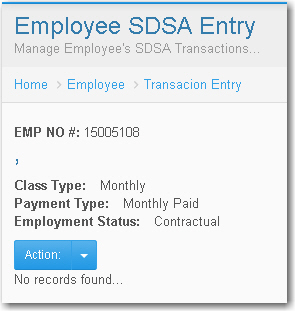 Employee SDSA Entry
Manage Employee's SDSA Transactions...
Home > Employee > Transacion Entry
EMP NO #: 15005108
,
Class Type: Monthly
Payment Type: Monthly Paid
Employment Status: Contractual
Action:
No records found...